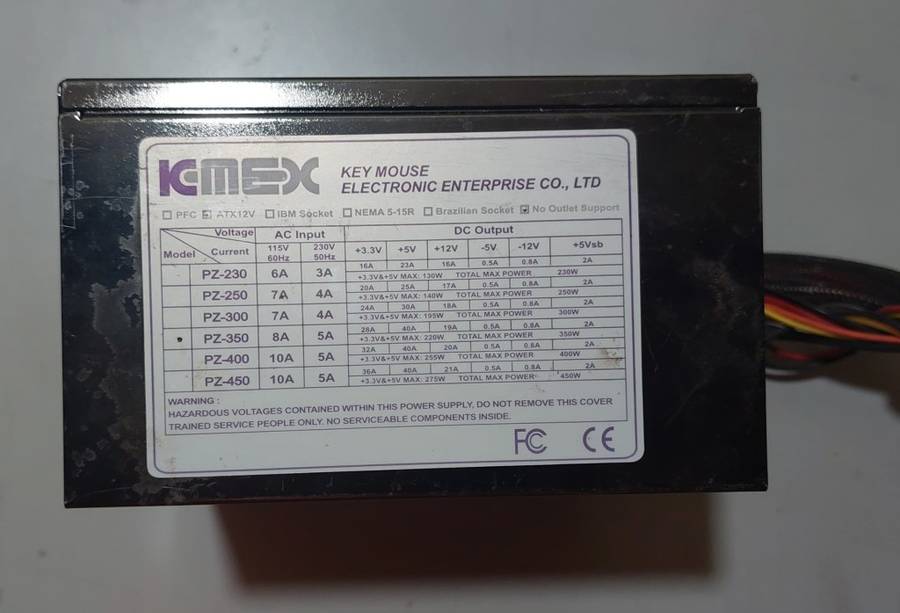 K-MEX KEY MOUSE
ELECTRONIC ENTERPRISE CO., LTD
PFC ATX12V IBM Socket NEMA 5-15R Brazilian Socket No Outlet Support
Voltage AC Input DC Output
Model Current 115V 60Hz 230V 50Hz +3.3V +5V +12V -5V -12V +5Vsb
PZ-230 6A 3A 16A 23A 16A 0.5A 0.8A 2A
+3.3V&+5V MAX: 130W TOTAL MAX POWER 230W
PZ-250 7A 4A 20A 25A 17A 0.5A 0.8A 2A
+3.3V&+5V MAX: 140W TOTAL MAX POWER 250W
PZ-300 7A 4A 24A 30A 18A 0.5A 0.8A 2A
+3.3V&+5V MAX: 195W TOTAL MAX POWER 300W
PZ-350 8A 5A 28A 40A 19A 0.5A 0.8A 2A
+3.3V&+5V MAX: 220W TOTAL MAX POWER 350W
PZ-400 10A 5A 32A 40A 20A 0.5A 0.8A 2A
+3.3V&+5V MAX: 255W TOTAL MAX POWER 400W
PZ-450 10A 5A 36A 40A 21A 0.5A 0.8A 2A
+3.3V&+5V MAX: 275W TOTAL MAX POWER 450W
WARNING :
HAZARDOUS VOLTAGES CONTAINED WITHIN THIS POWER SUPPLY, DO NOT REMOVE THIS COVER
TRAINED SERVICE PEOPLE ONLY. NO SERVICEABLE COMPONENTS INSIDE.
FC CE